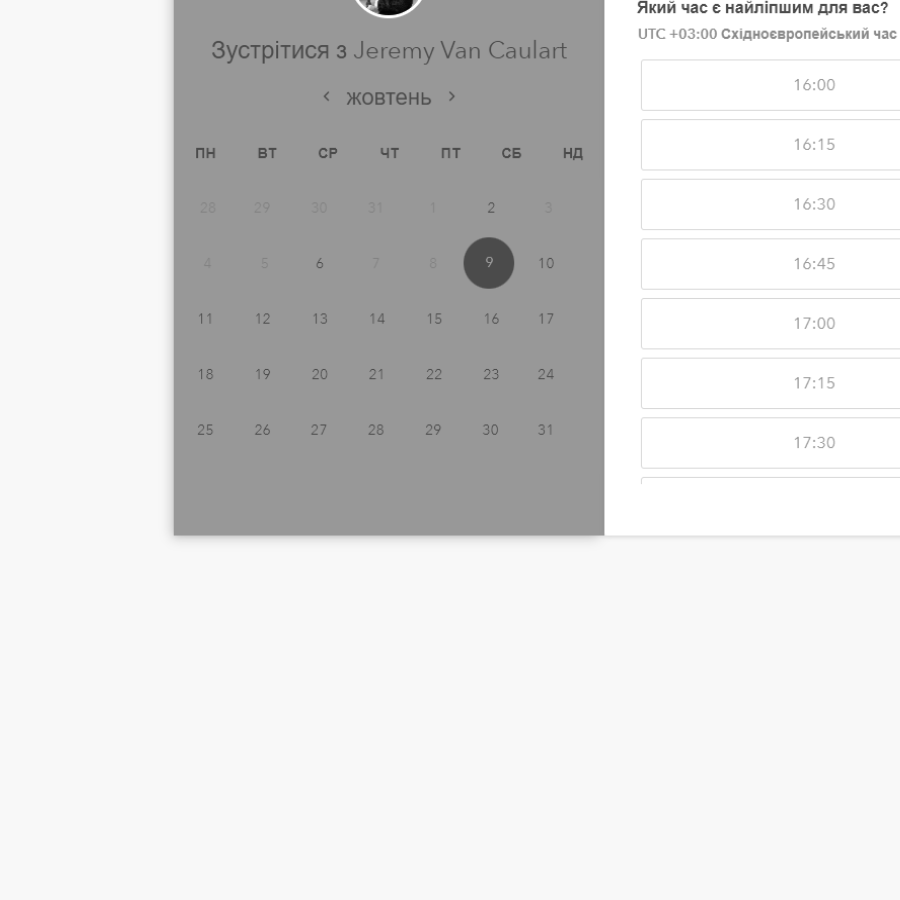 Зустрітися з Jeremy Van Caulart
‹ жовтень ›
ПН ВТ СР ЧТ ПТ СБ НД
28 29 30 31 1 2 3
4 5 6 7 8 9 10
11 12 13 14 15 16 17
18 19 20 21 22 23 24
25 26 27 28 29 30 31
Який час є найліпшим для вас?
UTC +03:00 Східноєвропейський час
16:00
16:15
16:30
16:45
17:00
17:15
17:30